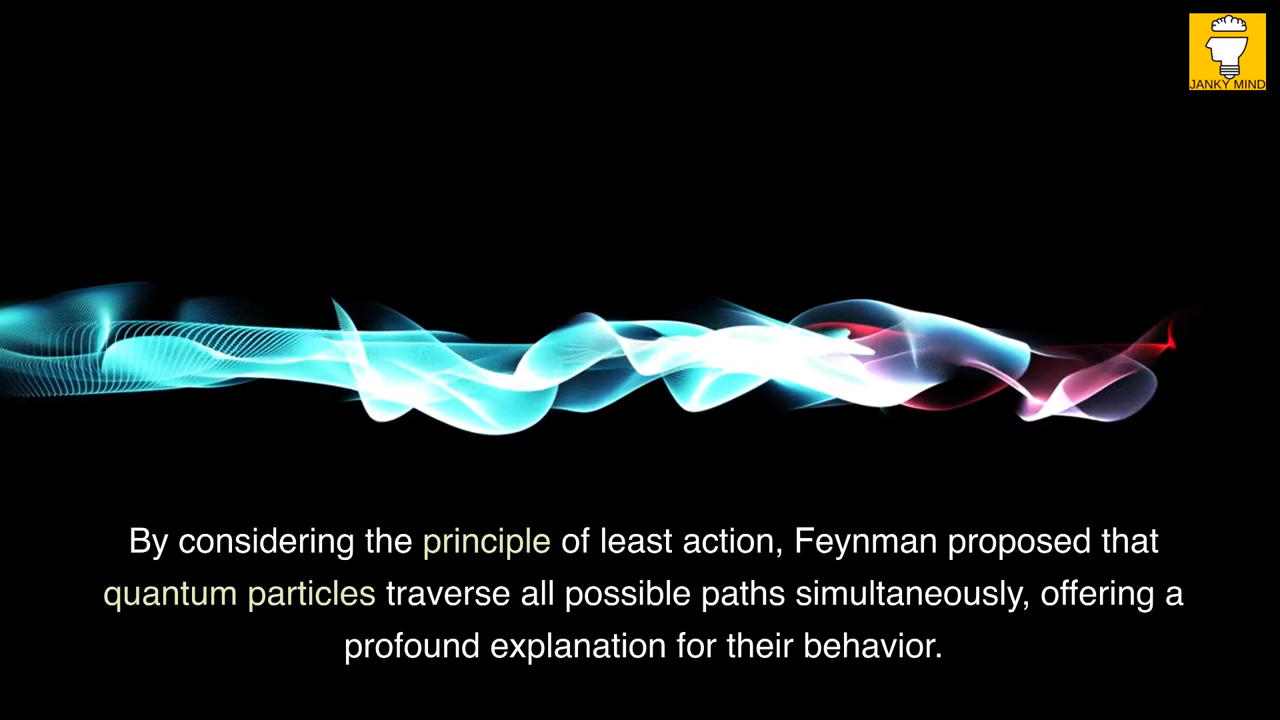 JANKY MIND
By considering the principle of least action, Feynman proposed that
quantum particles traverse all possible paths simultaneously, offering a
profound explanation for their behavior.